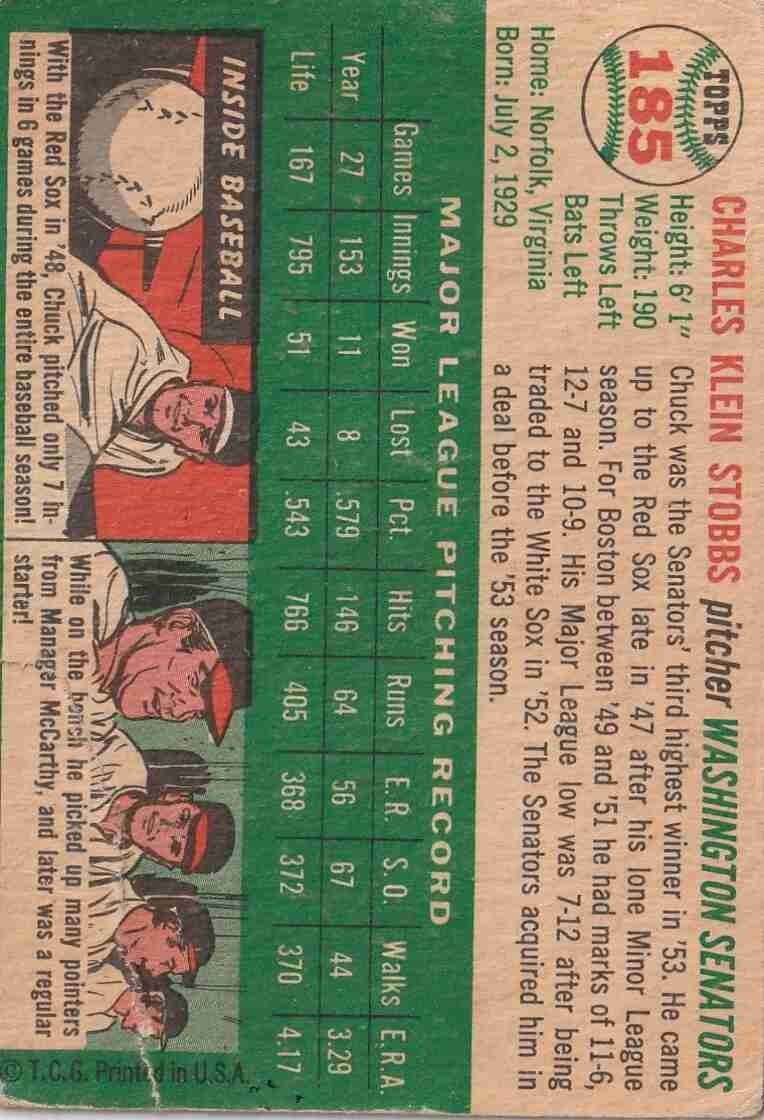 TOPPS
185
CHARLES KLEIN STOBBS pitcher WASHINGTON SENATORS
Height: 6' 1"
Weight: 190
Throws Left
Bats Left
Home: Norfolk, Virginia
Born: July 2, 1929
Chuck was the Senators' third highest winner in '53. He came
up to the Red Sox late in '47 after his lone Minor League
season. For Boston between '49 and '51 he had marks of 11-6,
12-7 and 10-9. His Major League low was 7-12 after being
traded to the White Sox in '52. The Senators acquired him in
a deal before the '53 season.
MAJOR LEAGUE PITCHING RECORD
Games Innings Won Lost Pct. Hits Runs E.R. S.O. Walks E.R.A.
Year 27 153 11 8 .579 146 64 56 67 44 3.29
Life 167 795 51 43 .543 766 405 368 372 370 4.17
INSIDE BASEBALL
With the Red Sox in '48, Chuck pitched only 7 in-
nings in 6 games during the entire baseball season!
While on the bench he picked up many pointers
from Manager McCarthy, and later was a regular
starter!
© T.C.G. Printed in U.S.A.